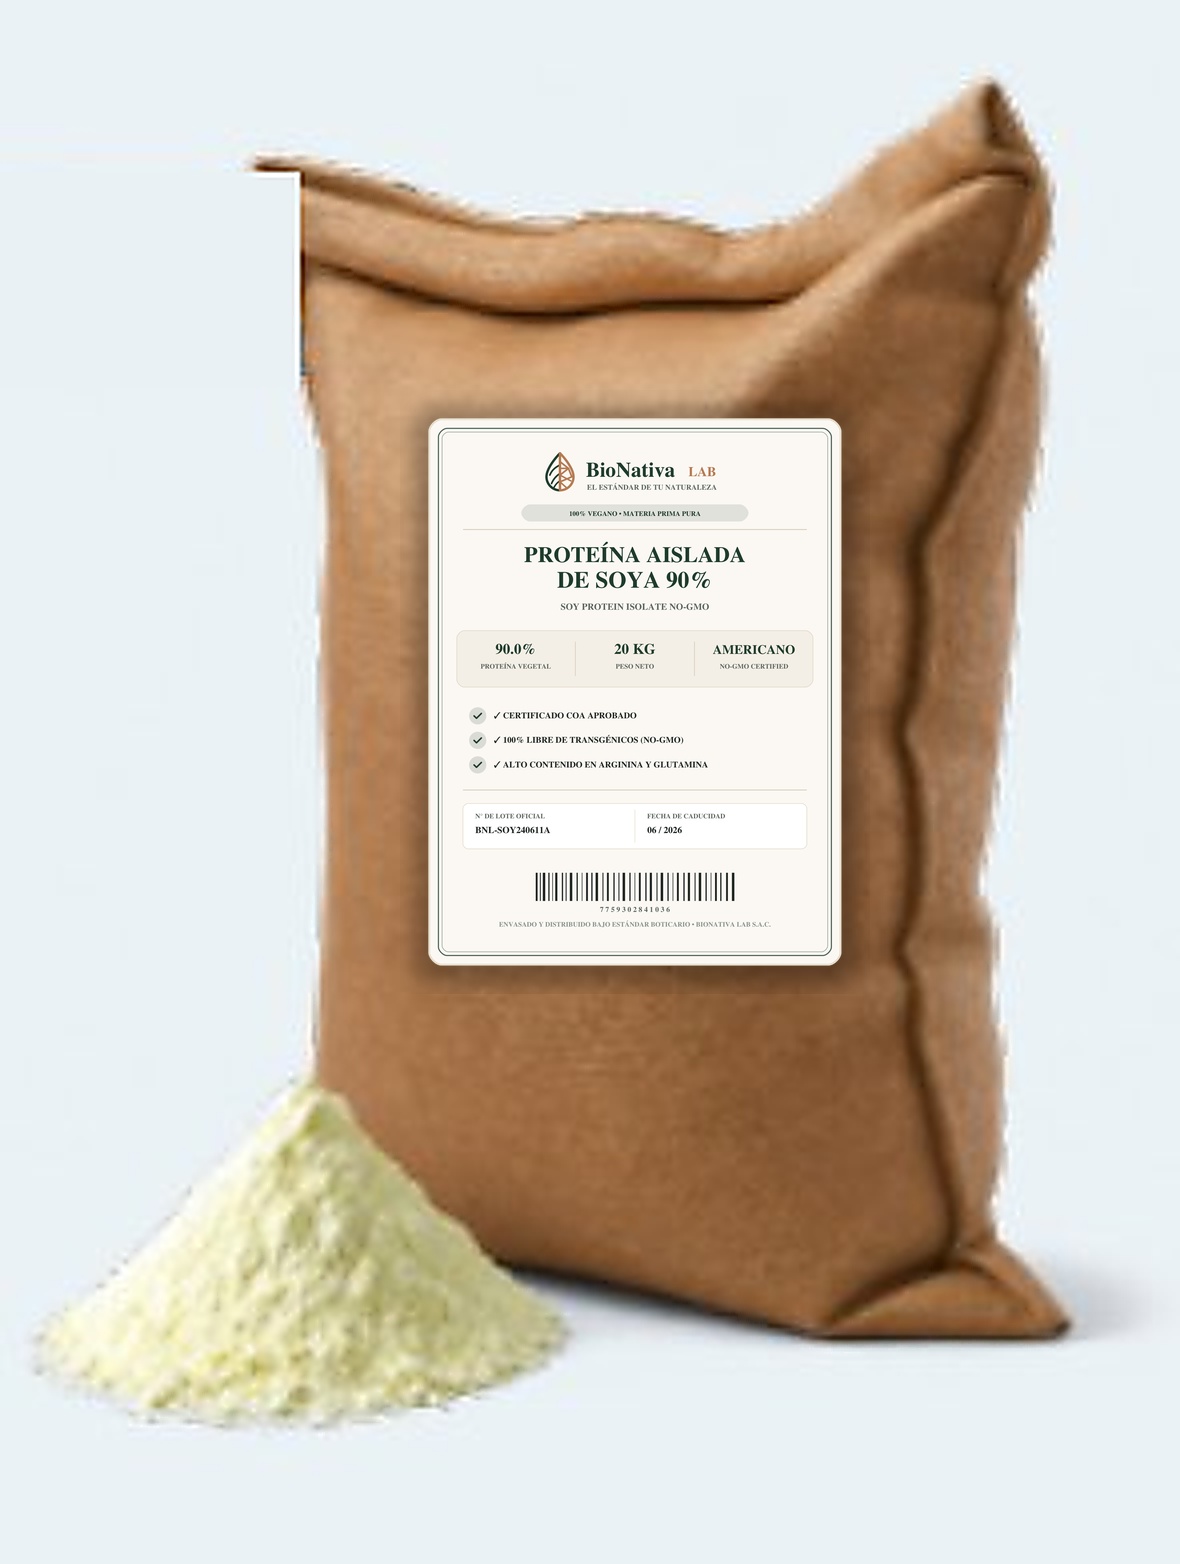 BioNativa LAB
EL ESTÁNDAR DE TU NATURALEZA
100% VEGANO • MATERIA PRIMA PURA
PROTEÍNA AISLADA
DE SOYA 90%
SOY PROTEIN ISOLATE NO-GMO
90.0% 20 KG AMERICANO
PROTEÍNA VEGETAL PESO NETO NO-GMO CERTIFIED
✓ CERTIFICADO COA APROBADO
✓ 100% LIBRE DE TRANSGÉNICOS (NO-GMO)
✓ ALTO CONTENIDO EN ARGININA Y GLUTAMINA
N° DE LOTE OFICIAL FECHA DE CADUCIDAD
BNL-SOY240611A 06 / 2026
7759302841036
ENVASADO Y DISTRIBUIDO BAJO ESTÁNDAR BOTICARIO • BIONATIVA LAB S.A.C.